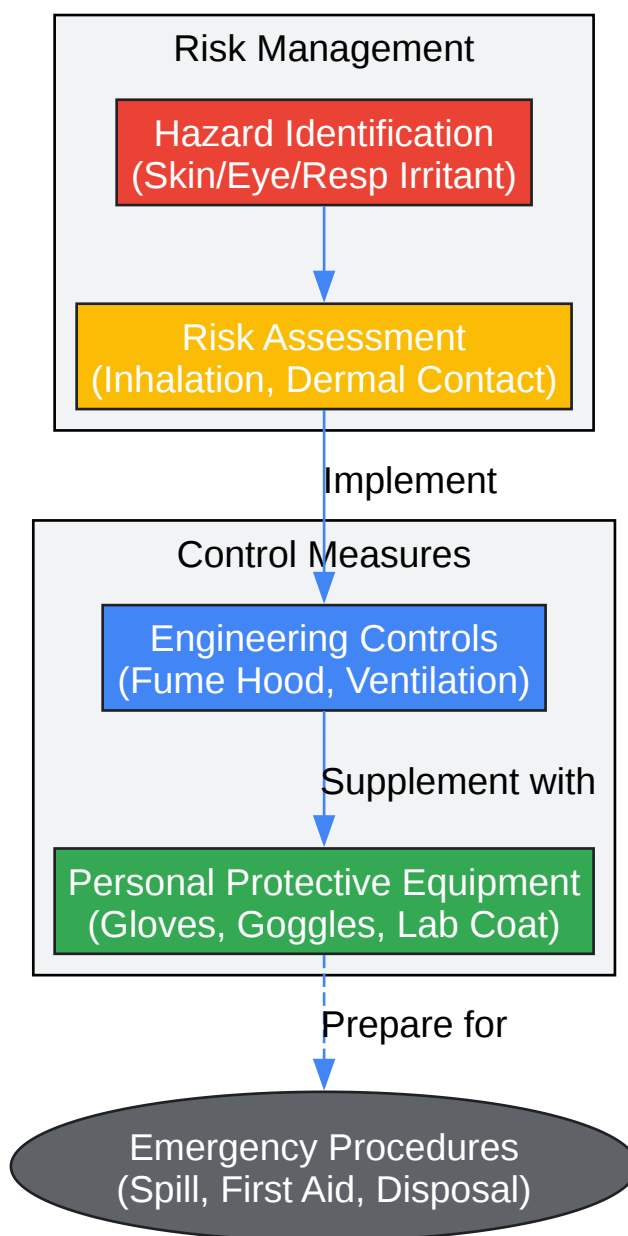 Risk Management
Hazard Identification
(Skin/Eye/Resp Irritant)
Risk Assessment
(Inhalation, Dermal Contact)
Implement
Control Measures
Engineering Controls
(Fume Hood, Ventilation)
Supplement with
Personal Protective Equipment
(Gloves, Goggles, Lab Coat)
Prepare for
Emergency Procedures
(Spill, First Aid, Disposal)